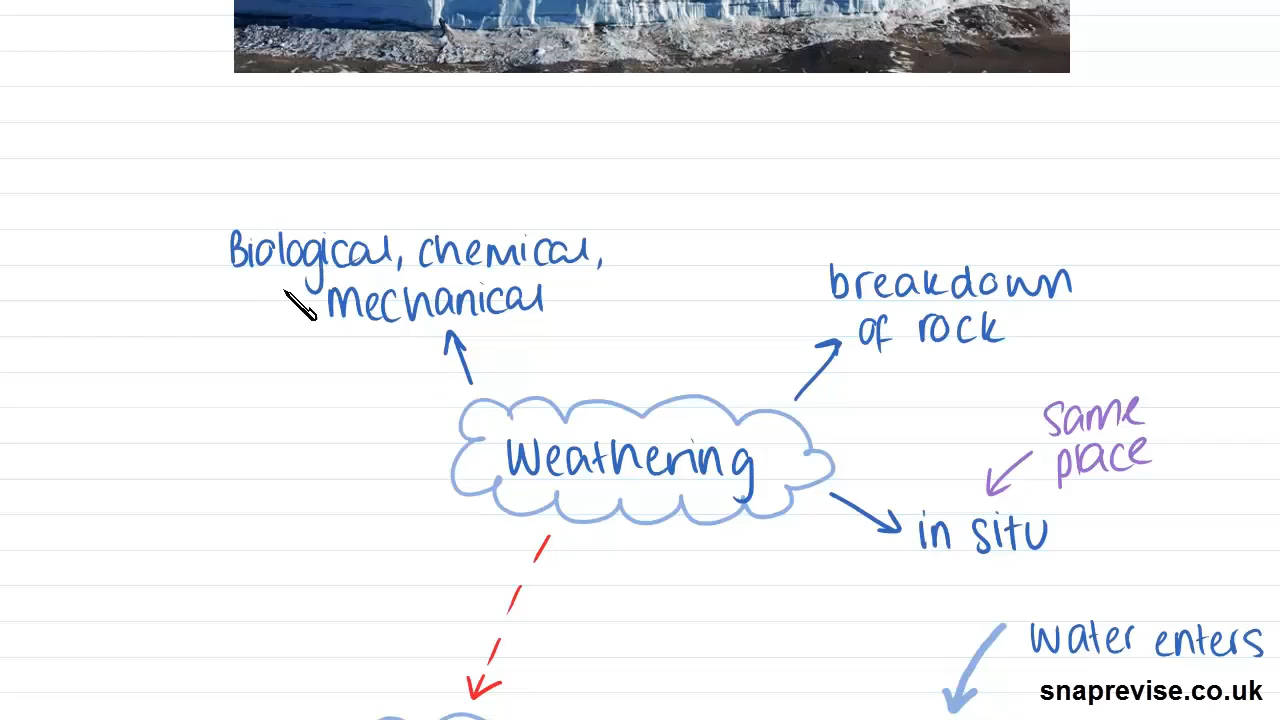 Biological, chemical,
mechanical
breakdown
of rock
Weathering
same
place
in situ
water enters
snaprevise.co.uk